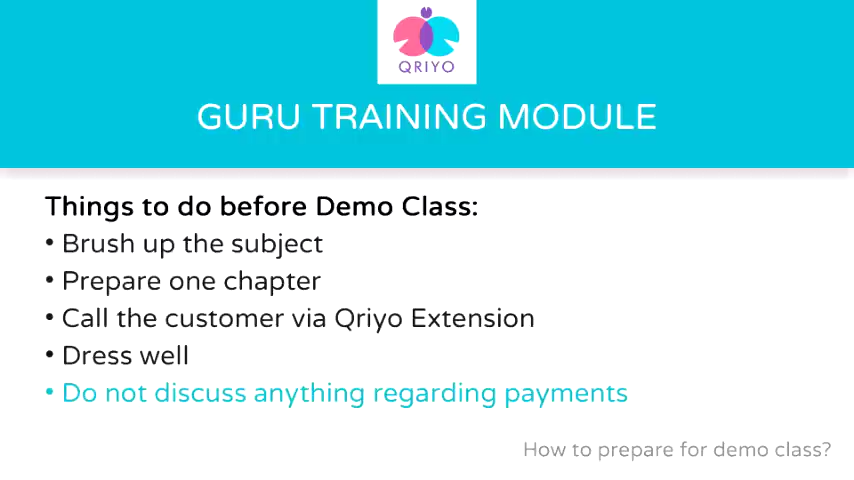 QRIYO
GURU TRAINING MODULE
Things to do before Demo Class:
• Brush up the subject
• Prepare one chapter
• Call the customer via Qriyo Extension
• Dress well
• Do not discuss anything regarding payments
How to prepare for demo class?